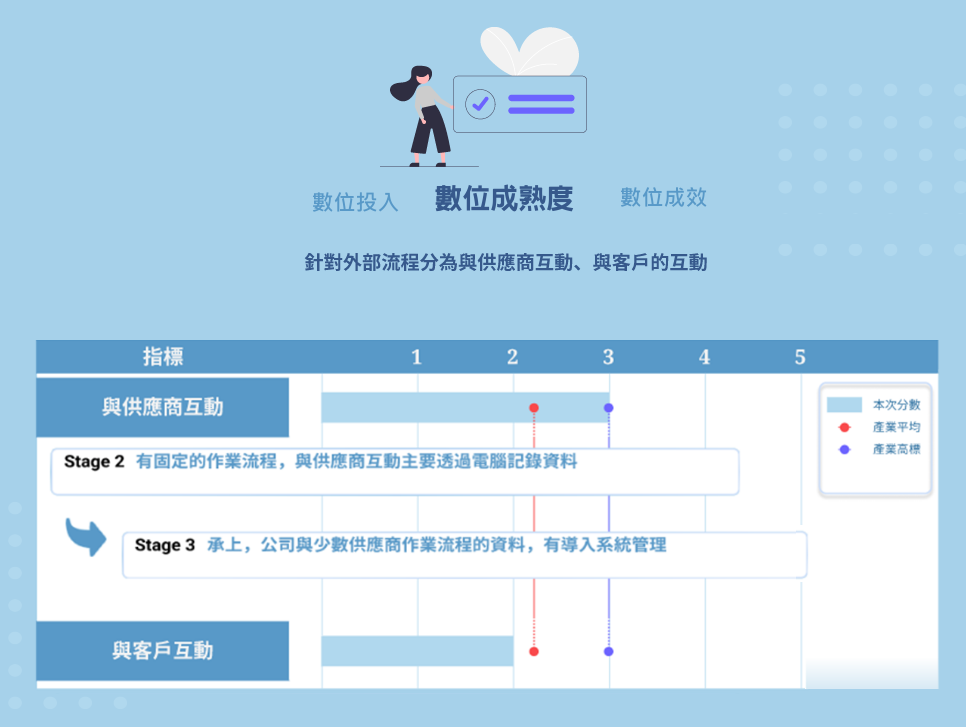 數位投入 數位成熟度 數位成效
針對外部流程分為與供應商互動、與客戶的互動
指標 1 2 3 4 5
與供應商互動
本次分數
產業平均
產業高標
Stage 2 有固定的作業流程，與供應商互動主要透過電腦記錄資料
Stage 3 承上，公司與少數供應商作業流程的資料，有導入系統管理
與客戶互動